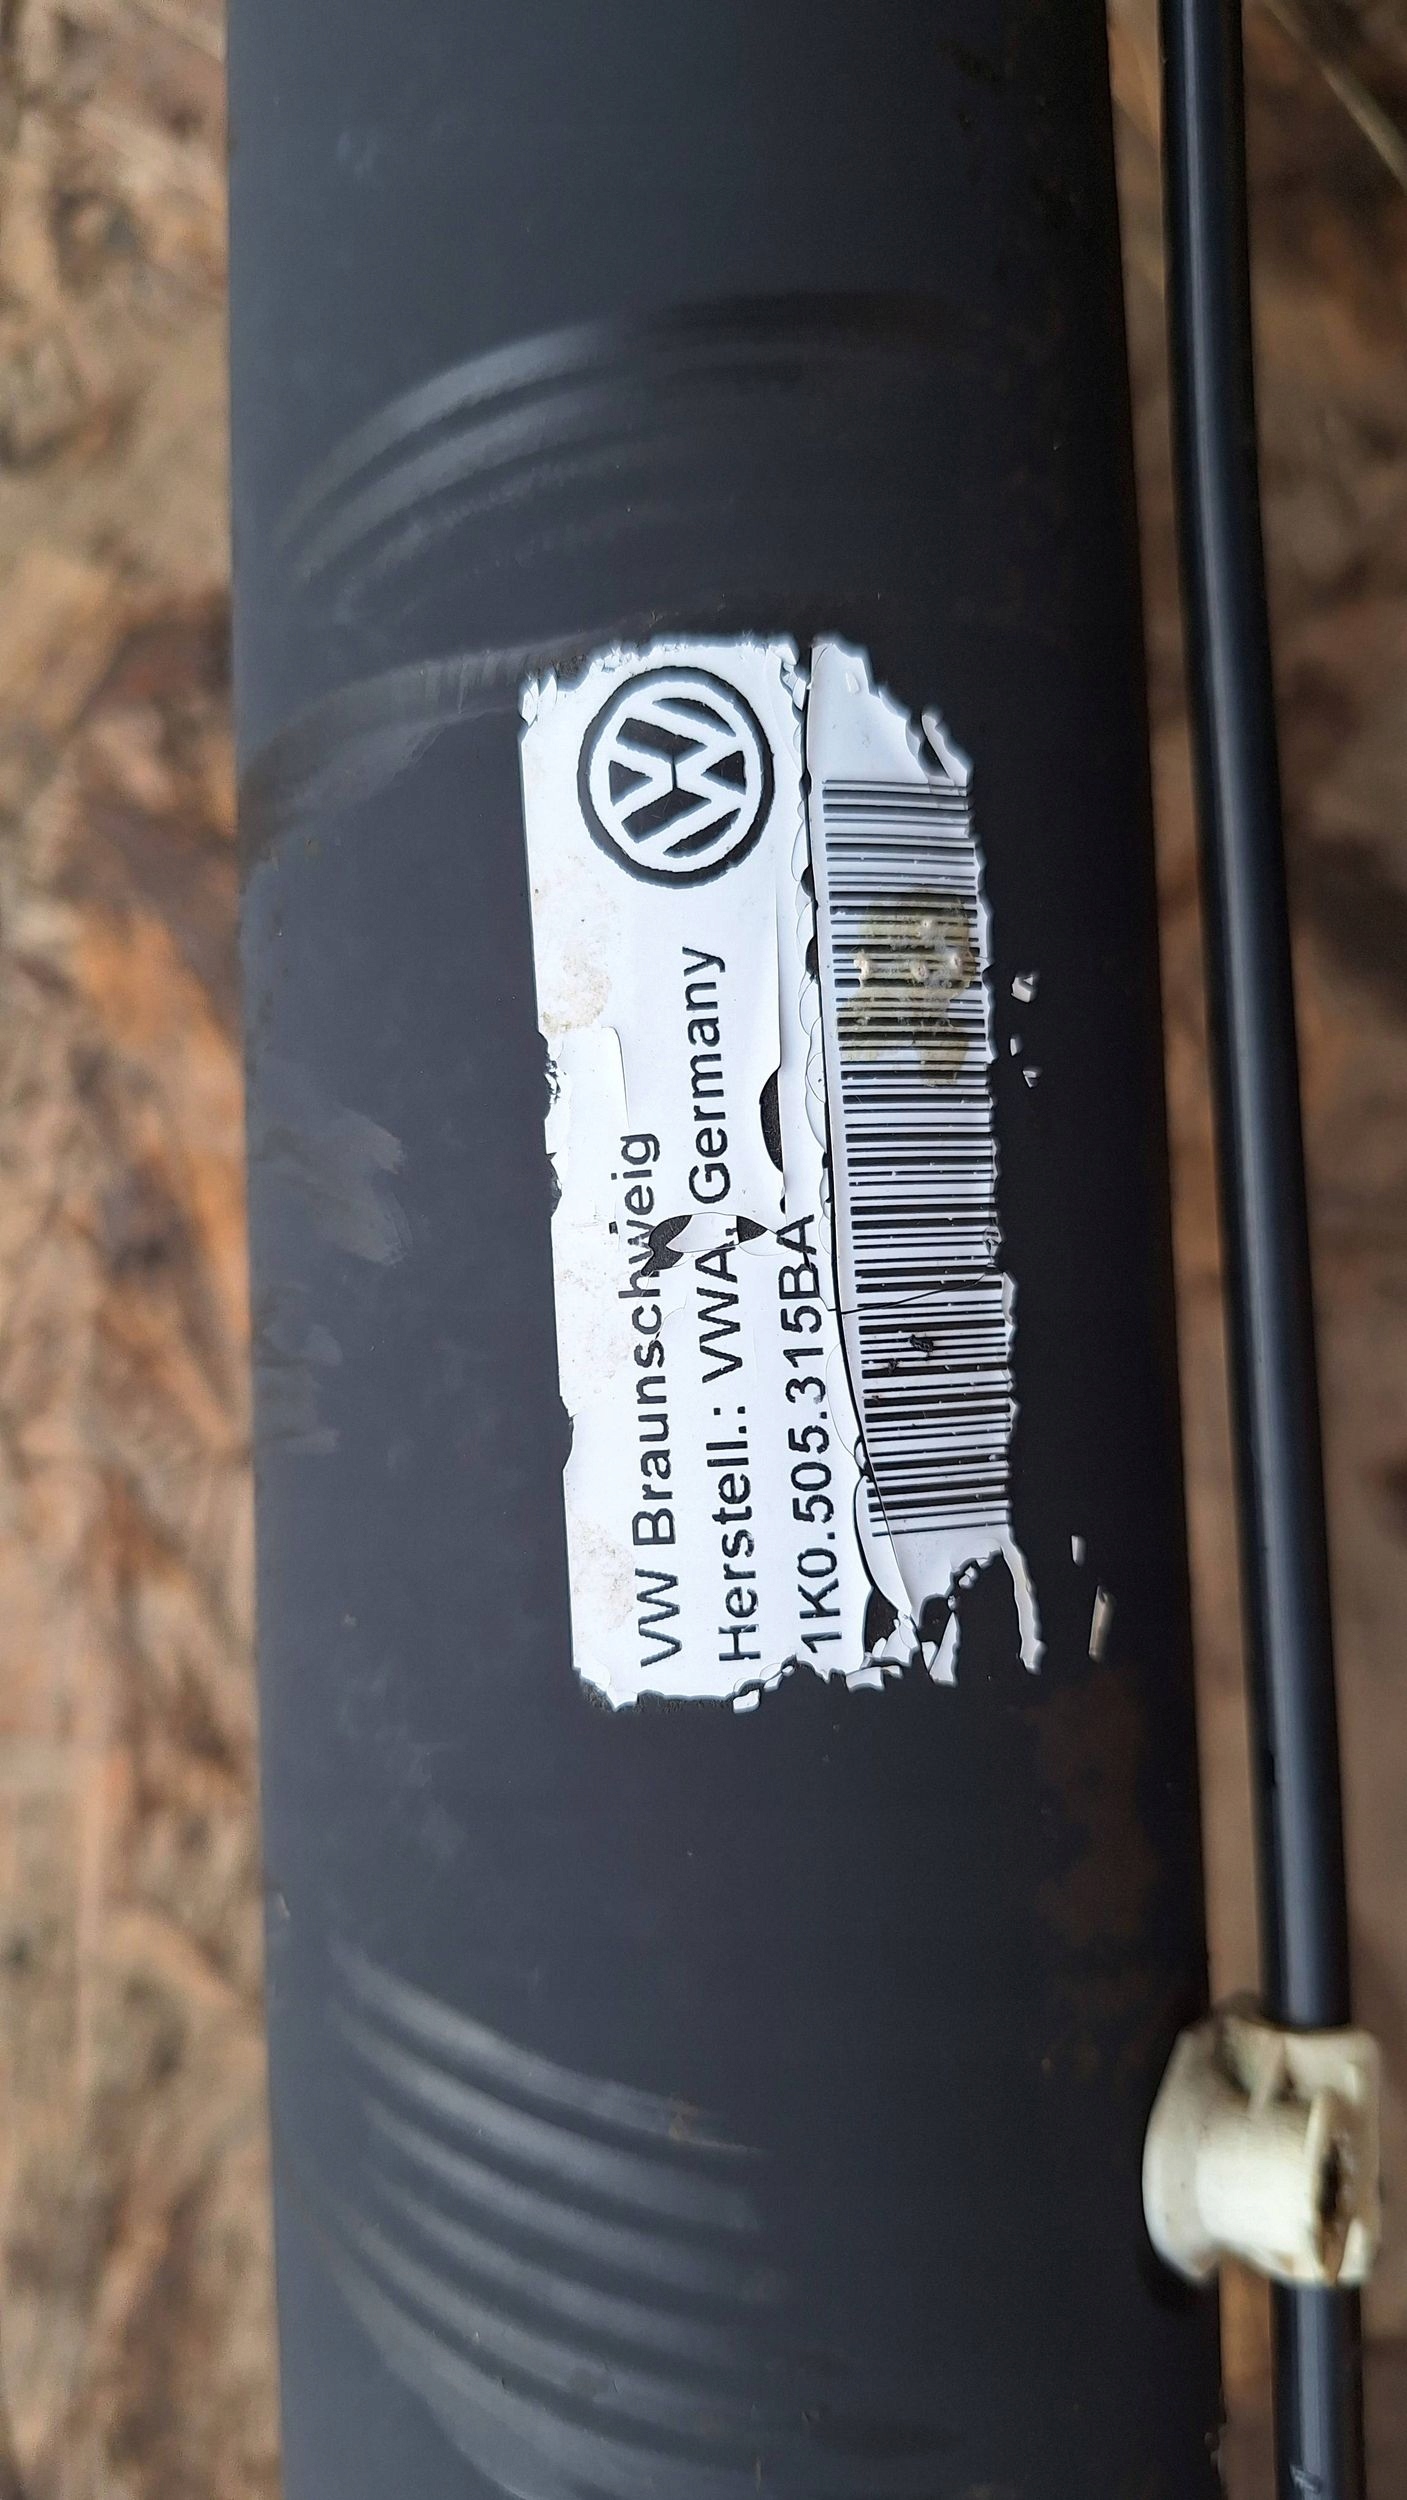 VW Braunschweig
Herstell.: VWA, Germany
1K0.505.315BA